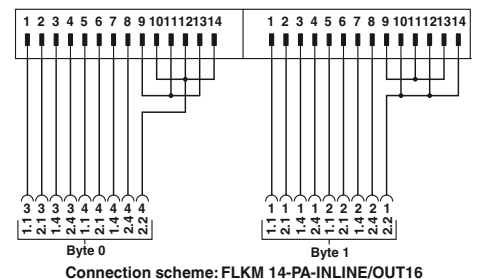 1 2 3 4 5 6 7 8 9 10 11 12 13 14
1 2 3 4 5 6 7 8 9 10 11 12 13 14
3 3 3 3 4 4 4 4 4
1.1 2.1 1.4 2.4 1.1 2.1 1.4 2.4 2.2
1 1 1 1 2 2 2 2 1
1.1 2.1 1.4 2.4 1.1 2.1 1.4 2.4 2.2
Byte 0
Byte 1
Connection scheme: FLKM 14-PA-INLINE/OUT16